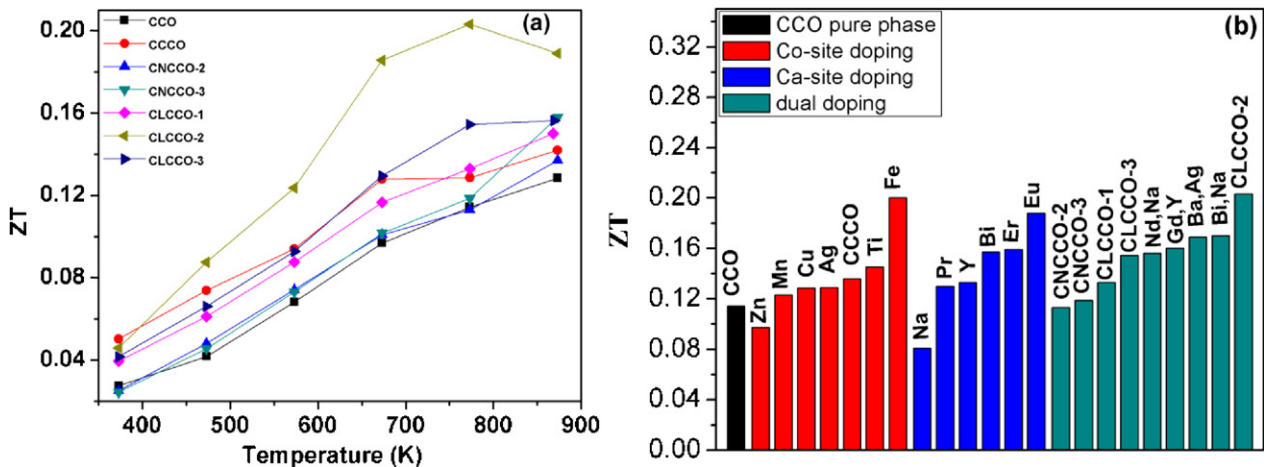 (a)
CCO
CCCO
CNCCO-2
CNCCO-3
CLCCO-1
CLCCO-2
CLCCO-3
0.20
0.16
0.12
0.08
0.04
ZT
400 500 600 700 800 900
Temperature (K)
(b)
CCO pure phase
Co-site doping
Ca-site doping
dual doping
0.32
0.28
0.24
0.20
0.16
0.12
0.08
0.04
0.00
ZT
CCO
Zn
Mn
Cu
Ag
CCCO
Ti
Fe
Na
Pr
Y
Bi
Er
Eu
CNCCO-2
CNCCO-3
CLCCO-1
CLCCO-3
Nd,Na
Gd,Y
Ba,Ag
Bi,Na
CLCCO-2